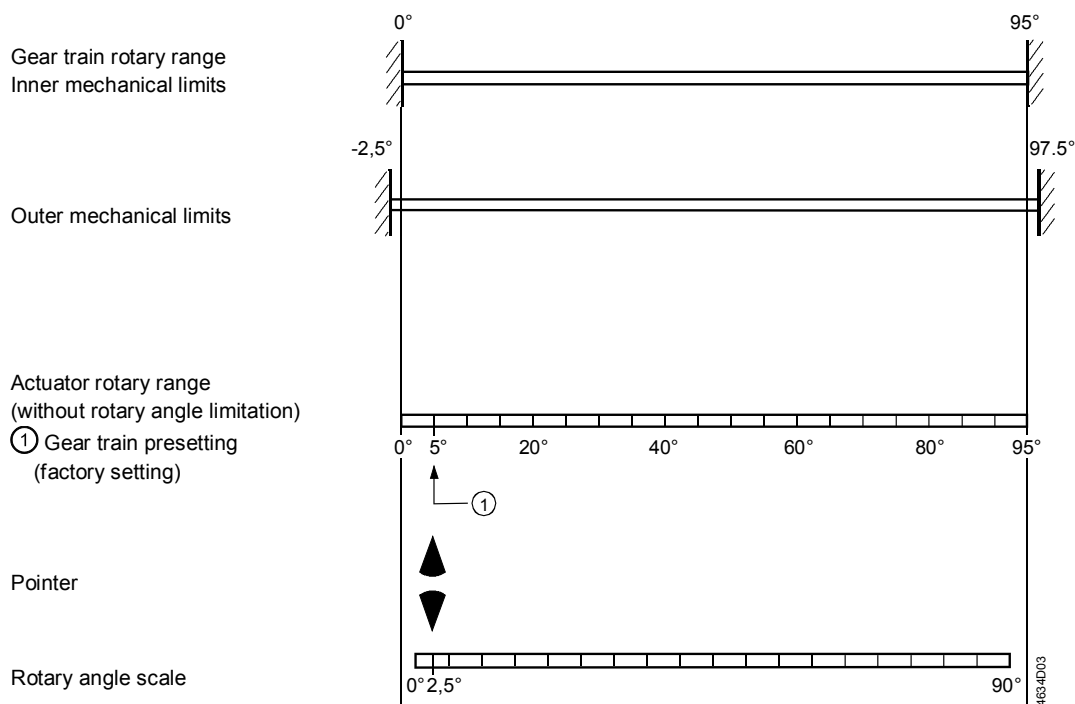 0° 95°
Gear train rotary range
Inner mechanical limits
-2,5° 97.5°
Outer mechanical limits
Actuator rotary range
(without rotary angle limitation)
① Gear train presetting
(factory setting)
0° 5° 20° 40° 60° 80° 95°
①
Pointer
Rotary angle scale
0° 2,5° 90°
4634D03